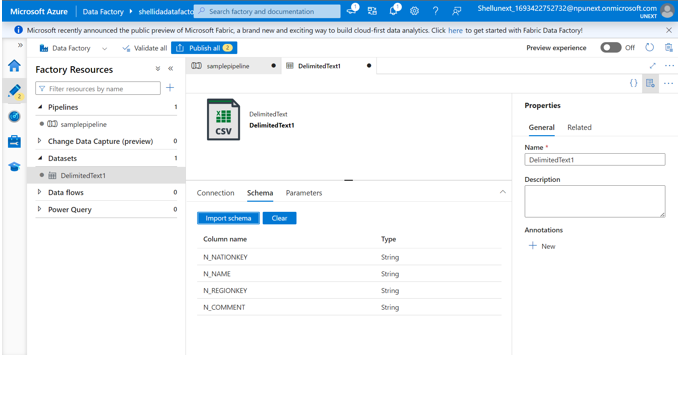 Microsoft Azure
Data Factory
shellidadatafacto
Search factory and documentation
1
1
Shellunext_1693422752732@npunext.onmicrosoft.com
UNEXT
Microsoft recently announced the public preview of Microsoft Fabric, a brand new and exciting way to build cloud-first data analytics. Click here to get started with Fabric Data Factory!
Data Factory
Validate all
Publish all 2
Preview experience
Off
2
Factory Resources
Filter resources by name
Pipelines 1
samplepipeline
Change Data Capture (preview) 0
Datasets 1
DelimitedText1
Data flows 0
Power Query 0
samplepipeline
DelimitedText1
CSV
DelimitedText
DelimitedText1
Connection Schema Parameters
Import schema Clear
Column name Type
N_NATIONKEY String
N_NAME String
N_REGIONKEY String
N_COMMENT String
Properties
General Related
Name *
DelimitedText1
Description
Annotations
New